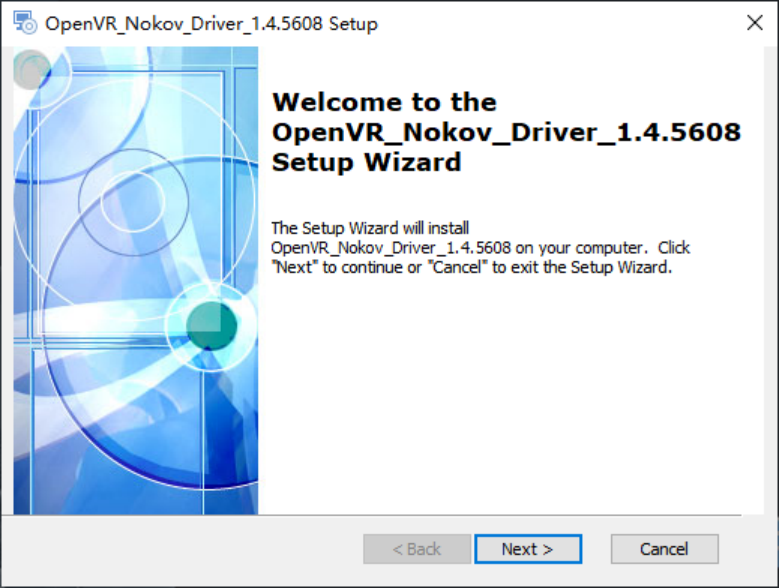 OpenVR_Nokov_Driver_1.4.5608 Setup
Welcome to the
OpenVR_Nokov_Driver_1.4.5608
Setup Wizard
The Setup Wizard will install
OpenVR_Nokov_Driver_1.4.5608 on your computer.  Click
"Next" to continue or "Cancel" to exit the Setup Wizard.
< Back
Next >
Cancel